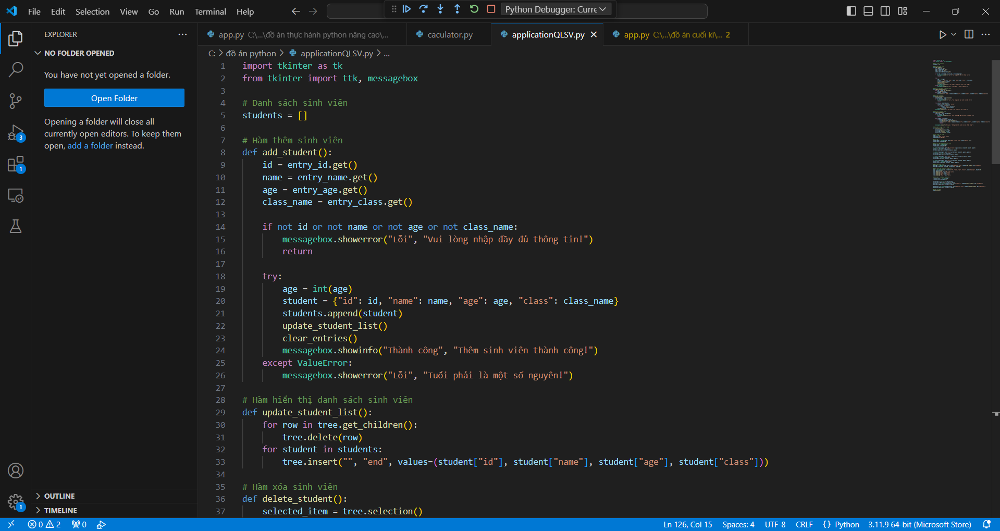 File Edit Selection View Go Run Terminal Help
Python Debugger: Curre
EXPLORER
NO FOLDER OPENED
You have not yet opened a folder.
Open Folder
Opening a folder will close all
currently open editors. To keep them
open, add a folder instead.
3
1
OUTLINE
TIMELINE
1
app.py C:\...\đồ án thực hành python nâng cao\...
caculator.py
applicationQLSV.py
app.py C:\...\đồ án cuối kì\... 2
C: > đồ án python > applicationQLSV.py > ...
1 import tkinter as tk
2 from tkinter import ttk, messagebox
3
4 # Danh sách sinh viên
5 students = []
6
7 # Hàm thêm sinh viên
8 def add_student():
9 id = entry_id.get()
10 name = entry_name.get()
11 age = entry_age.get()
12 class_name = entry_class.get()
13
14 if not id or not name or not age or not class_name:
15 messagebox.showerror("Lỗi", "Vui lòng nhập đầy đủ thông tin!")
16 return
17
18 try:
19 age = int(age)
20 student = {"id": id, "name": name, "age": age, "class": class_name}
21 students.append(student)
22 update_student_list()
23 clear_entries()
24 messagebox.showinfo("Thành công", "Thêm sinh viên thành công!")
25 except ValueError:
26 messagebox.showerror("Lỗi", "Tuổi phải là một số nguyên!")
27
28 # Hàm hiển thị danh sách sinh viên
29 def update_student_list():
30 for row in tree.get_children():
31 tree.delete(row)
32 for student in students:
33 tree.insert("", "end", values=(student["id"], student["name"], student["age"], student["class"]))
34
35 # Hàm xóa sinh viên
36 def delete_student():
37 selected_item = tree.selection()
0 2 0
Ln 126, Col 15 Spaces: 4 UTF-8 CRLF {} Python 3.11.9 64-bit (Microsoft Store)